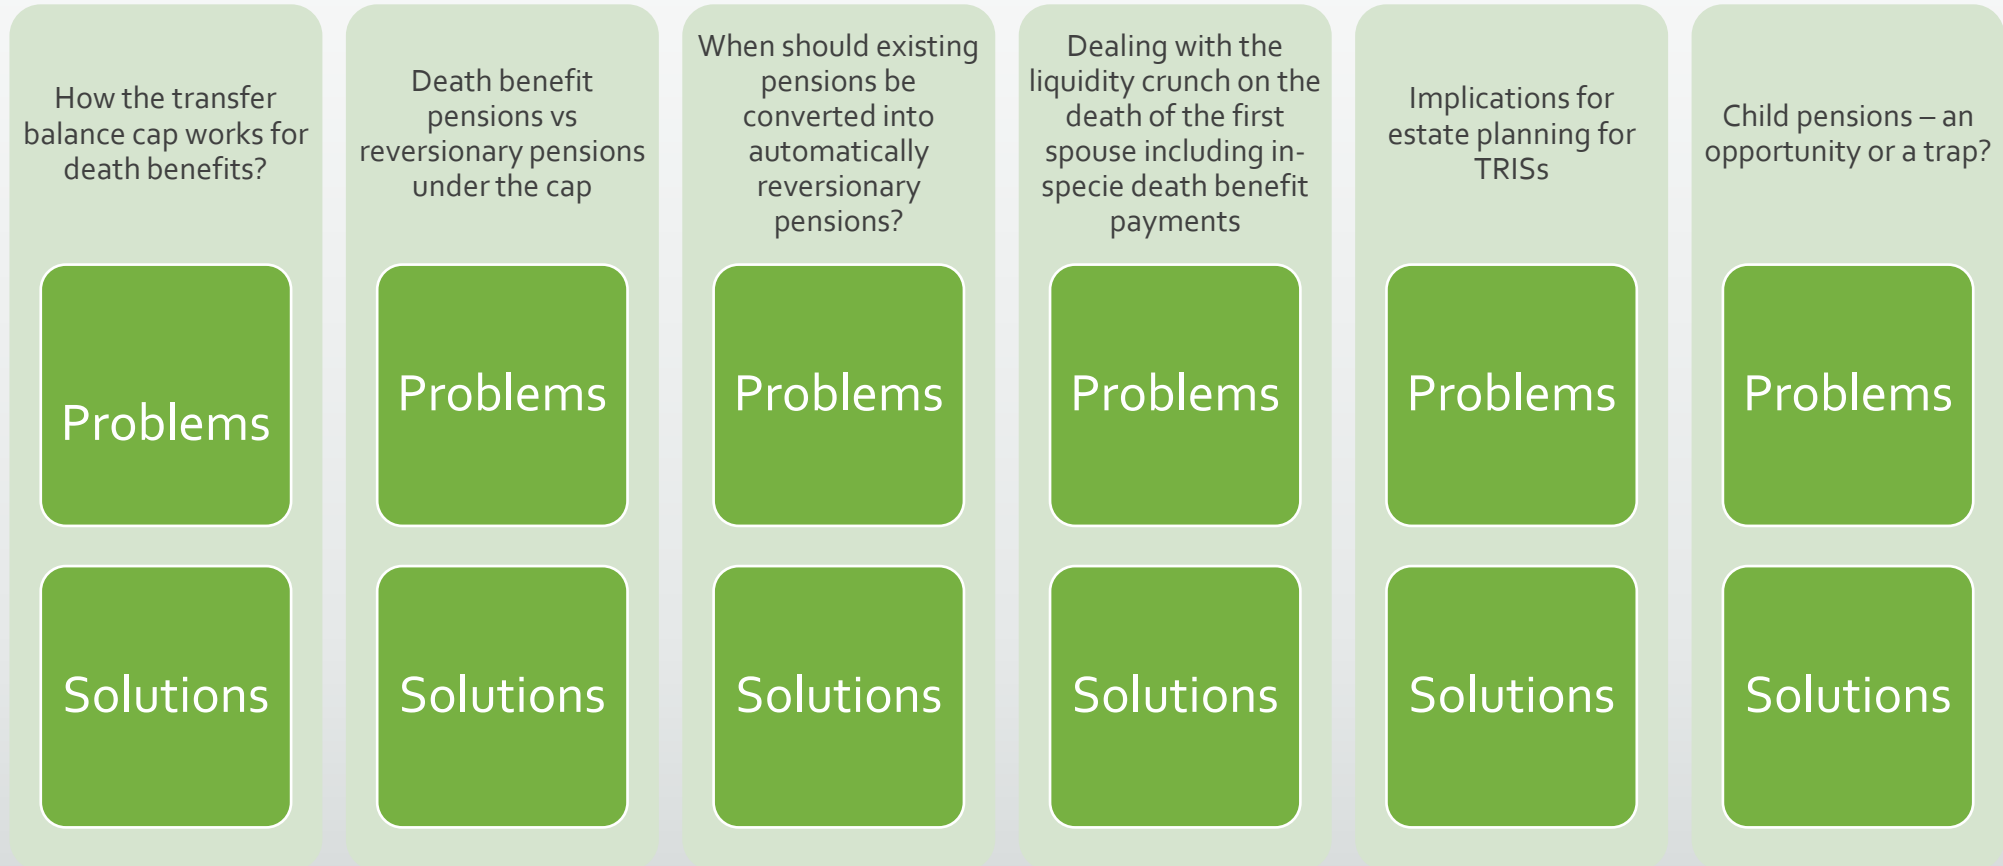 How the transfer
balance cap works for
death benefits?
Problems
Solutions
Death benefit
pensions vs
reversionary pensions
under the cap
Problems
Solutions
When should existing
pensions be
converted into
automatically
reversionary
pensions?
Problems
Solutions
Dealing with the
liquidity crunch on the
death of the first
spouse including in-
specie death benefit
payments
Problems
Solutions
Implications for
estate planning for
TRISs
Problems
Solutions
Child pensions – an
opportunity or a trap?
Problems
Solutions